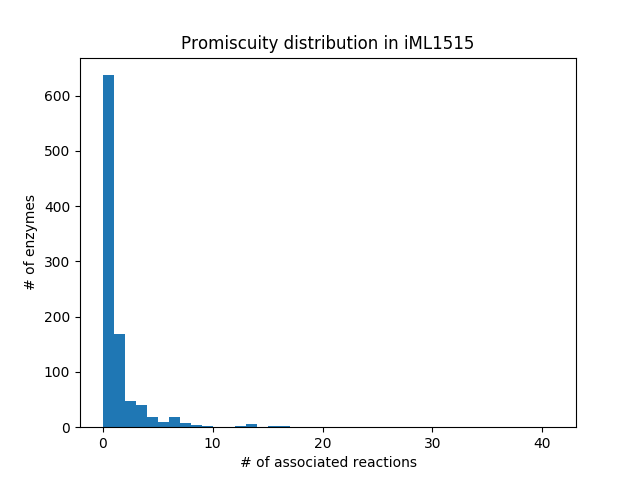 Promiscuity distribution in iML1515
600
500
400
300
200
100
0
# of enzymes
0 10 20 30 40
# of associated reactions